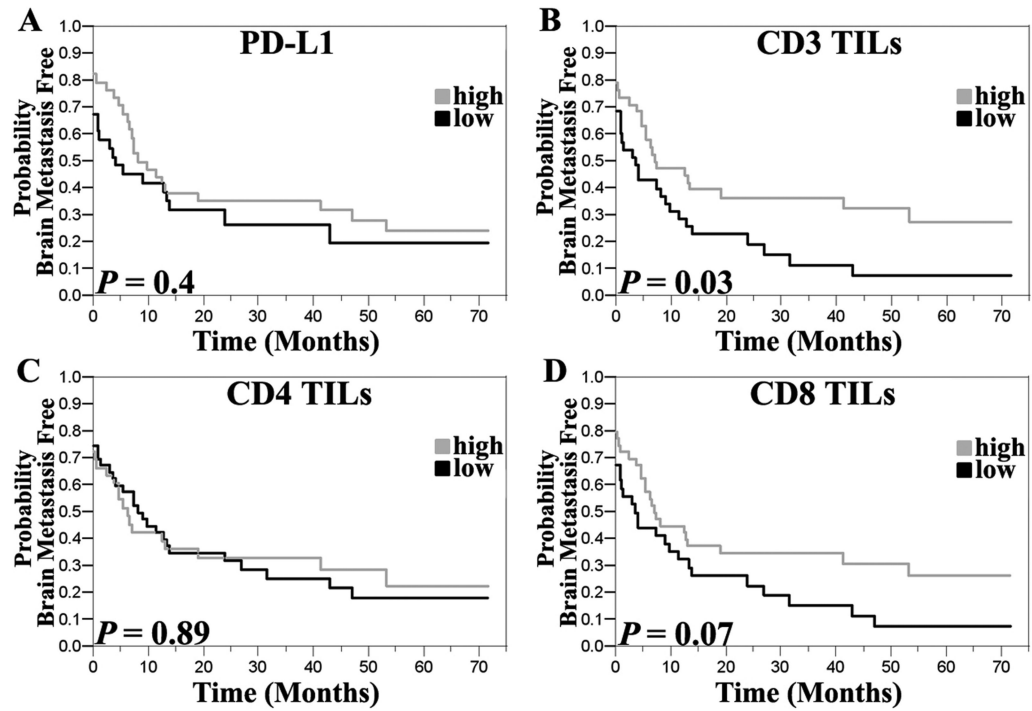 A
PD-L1
Probability
Brain Metastasis Free
1.0
0.9
0.8
0.7
0.6
0.5
0.4
0.3
0.2
0.1
0.0
high
low
P = 0.4
0 10 20 30 40 50 60 70
Time (Months)
B
CD3 TILs
Probability
Brain Metastasis Free
1.0
0.9
0.8
0.7
0.6
0.5
0.4
0.3
0.2
0.1
0.0
high
low
P = 0.03
0 10 20 30 40 50 60 70
Time (Months)
C
CD4 TILs
Probability
Brain Metastasis Free
1.0
0.9
0.8
0.7
0.6
0.5
0.4
0.3
0.2
0.1
0.0
high
low
P = 0.89
0 10 20 30 40 50 60 70
Time (Months)
D
CD8 TILs
Probability
Brain Metastasis Free
1.0
0.9
0.8
0.7
0.6
0.5
0.4
0.3
0.2
0.1
0.0
high
low
P = 0.07
0 10 20 30 40 50 60 70
Time (Months)